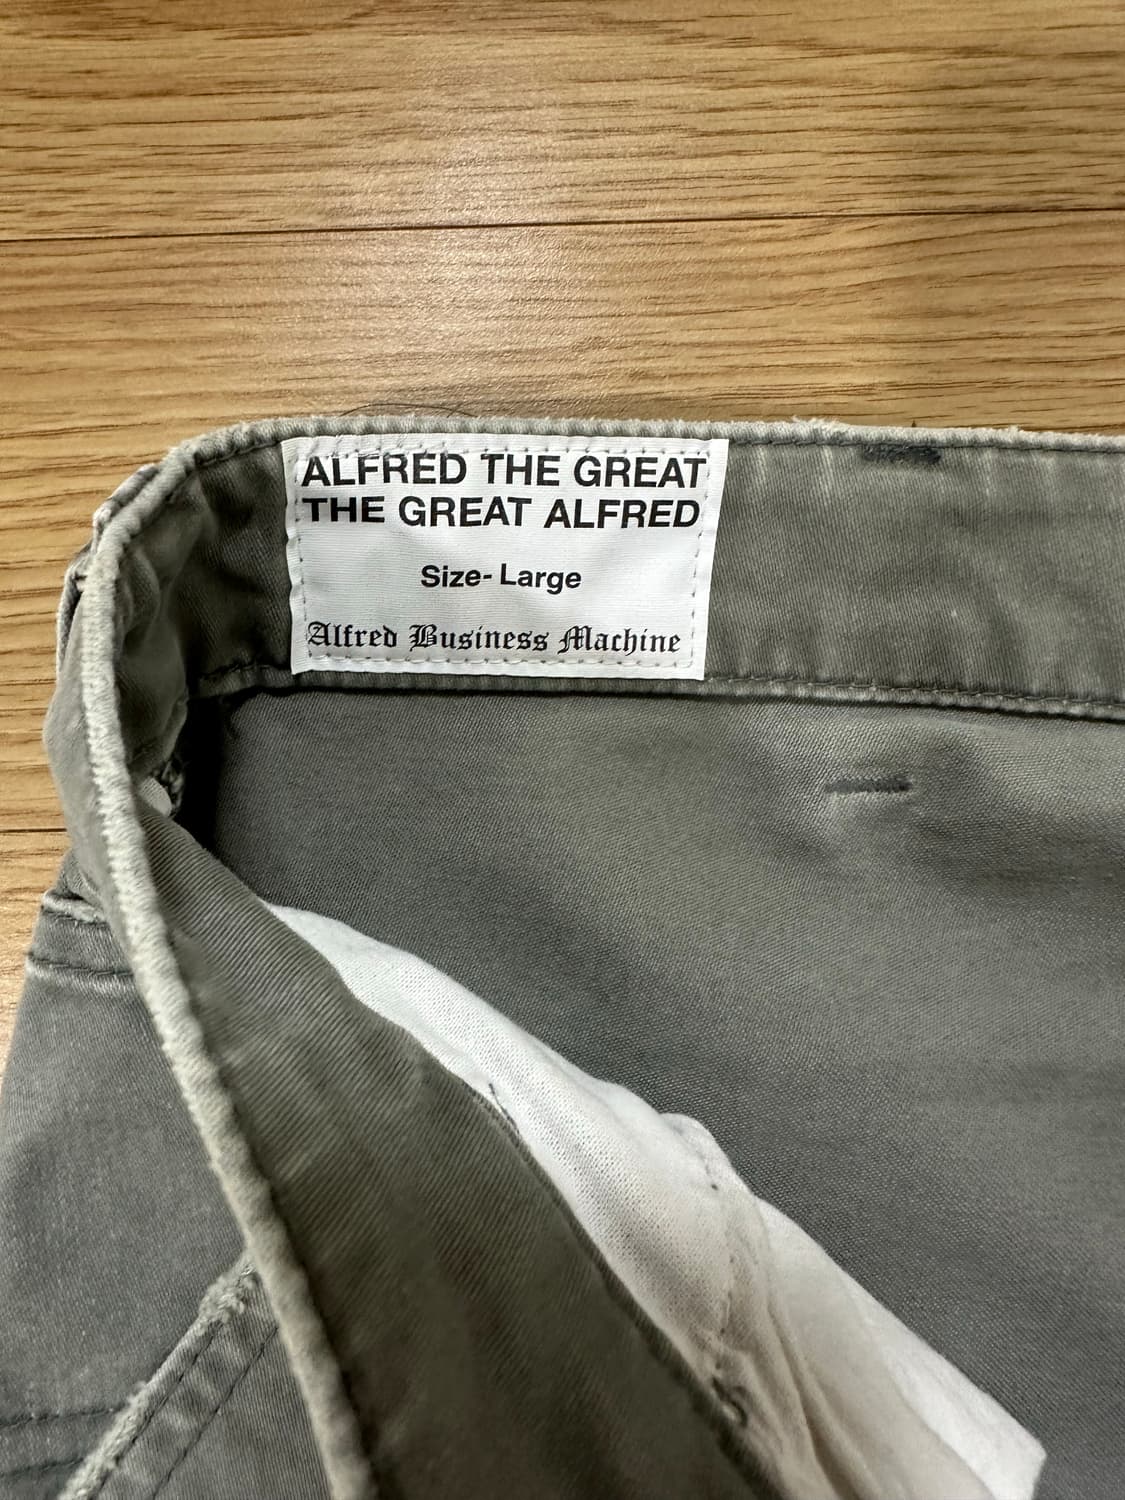 ALFRED THE GREAT
THE GREAT ALFRED
Size- Large
Alfred Business Machine